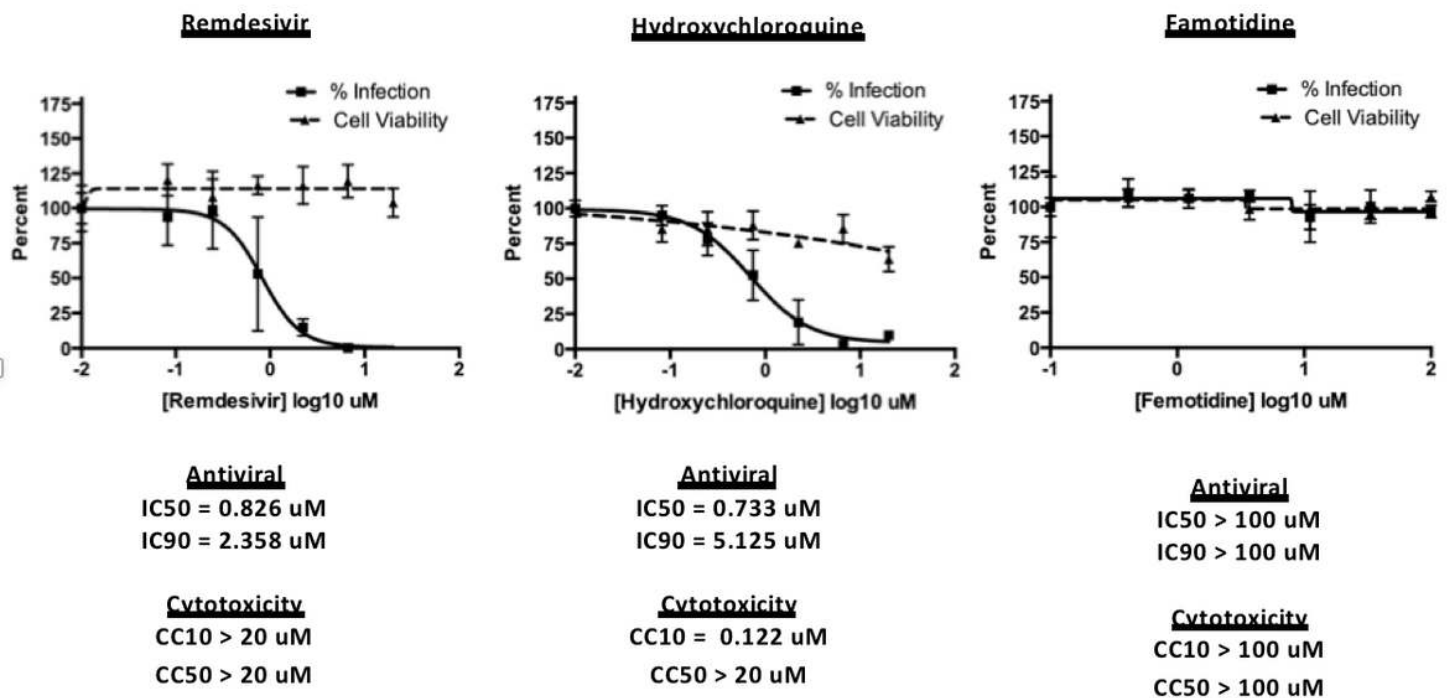 Remdesivir
% Infection
Cell Viability
175
150
125
100
75
50
25
0
-2
-1
0
1
2
Percent
[Remdesivir] log10 uM
Antiviral
IC50 = 0.826 uM
IC90 = 2.358 uM
Cytotoxicity
CC10 > 20 uM
CC50 > 20 uM
Hydroxychloroquine
% Infection
Cell Viability
175
150
125
100
75
50
25
0
-2
-1
0
1
2
Percent
[Hydroxychloroquine] log10 uM
Antiviral
IC50 = 0.733 uM
IC90 = 5.125 uM
Cytotoxicity
CC10 = 0.122 uM
CC50 > 20 uM
Famotidine
% Infection
Cell Viability
175
150
125
100
75
50
25
0
-1
0
1
2
Percent
[Femotidine] log10 uM
Antiviral
IC50 > 100 uM
IC90 > 100 uM
Cytotoxicity
CC10 > 100 uM
CC50 > 100 uM